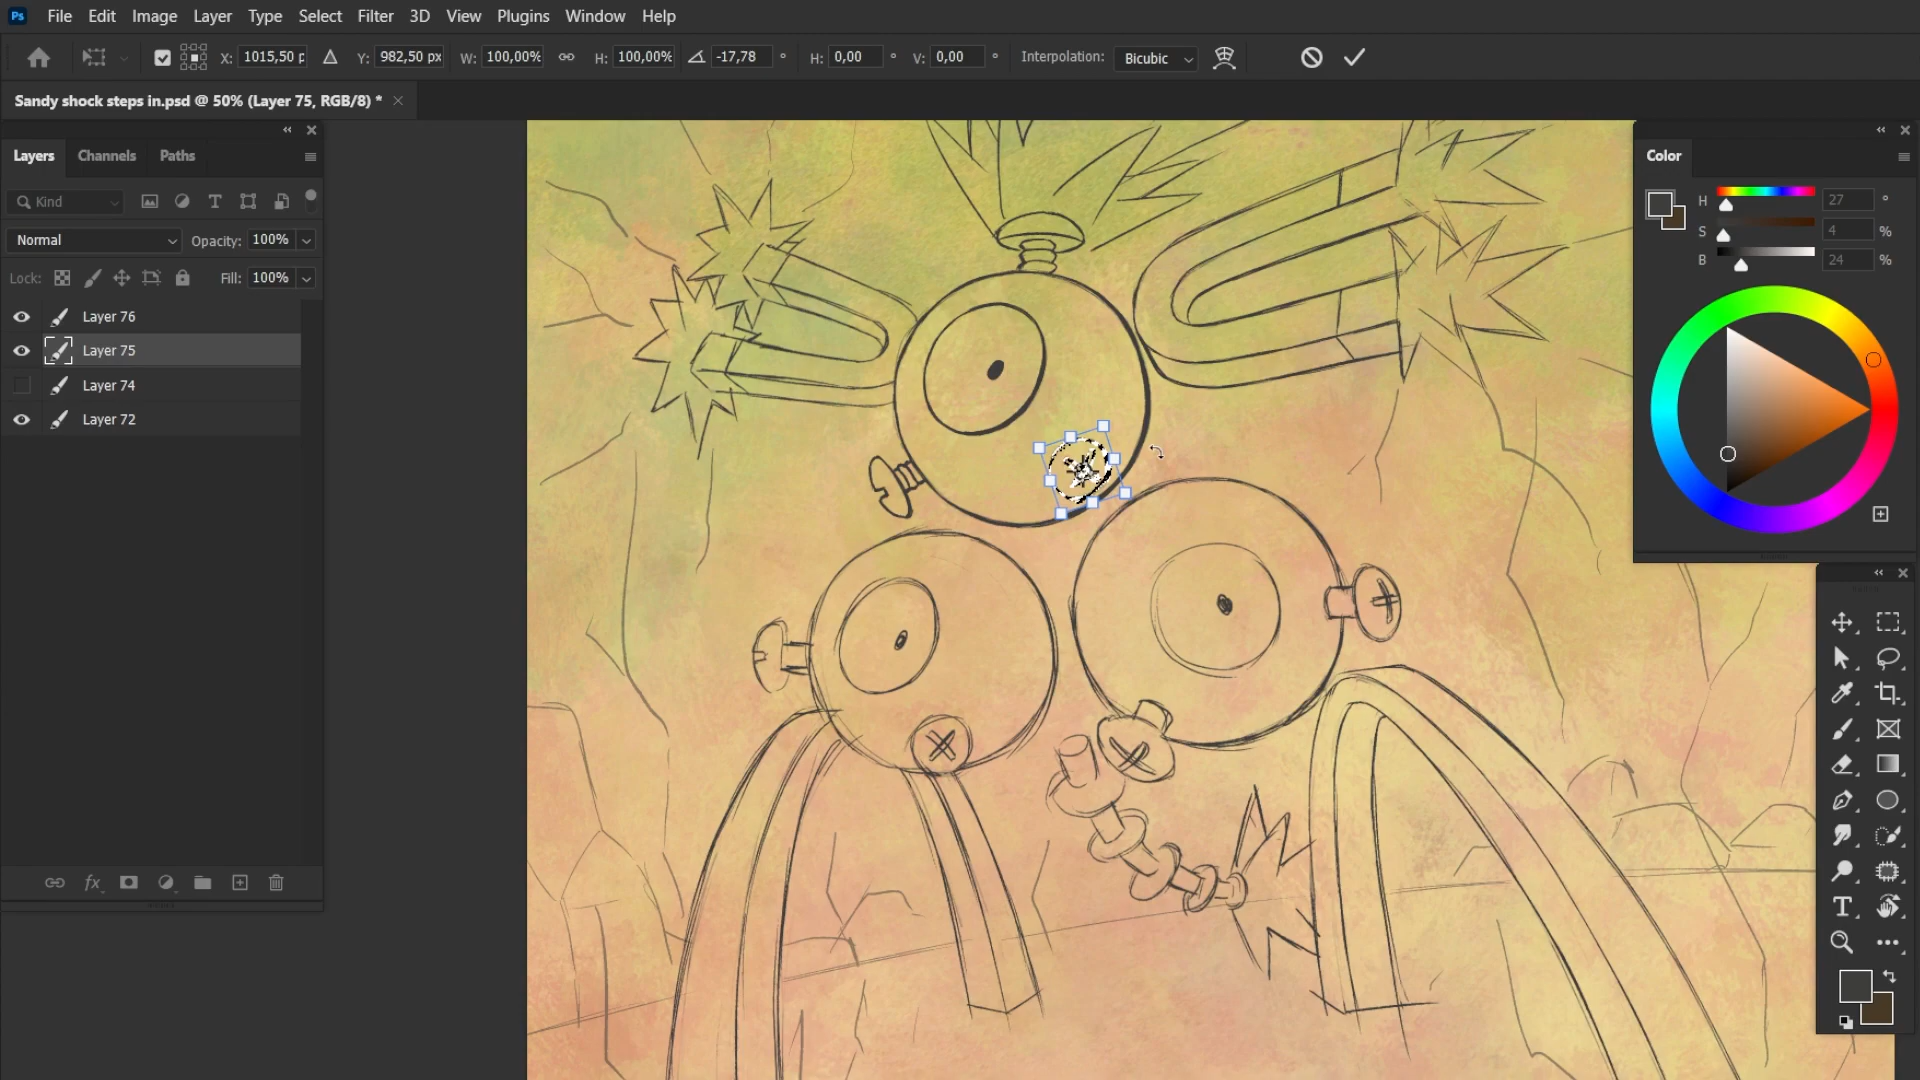 Ps File Edit Image Layer Type Select Filter 3D View Plugins Window Help
X: 1015,50 p Y: 982,50 px W: 100,00% H: 100,00% -17,78 ° H: 0,00 ° V: 0,00 ° Interpolation: Bicubic
Sandy shock steps in.psd @ 50% (Layer 75, RGB/8) *
Layers Channels Paths
Kind
Normal Opacity: 100%
Lock: Fill: 100%
Layer 76
Layer 75
Layer 74
Layer 72
fx
Color
H 27 °
S 4 %
B 24 %